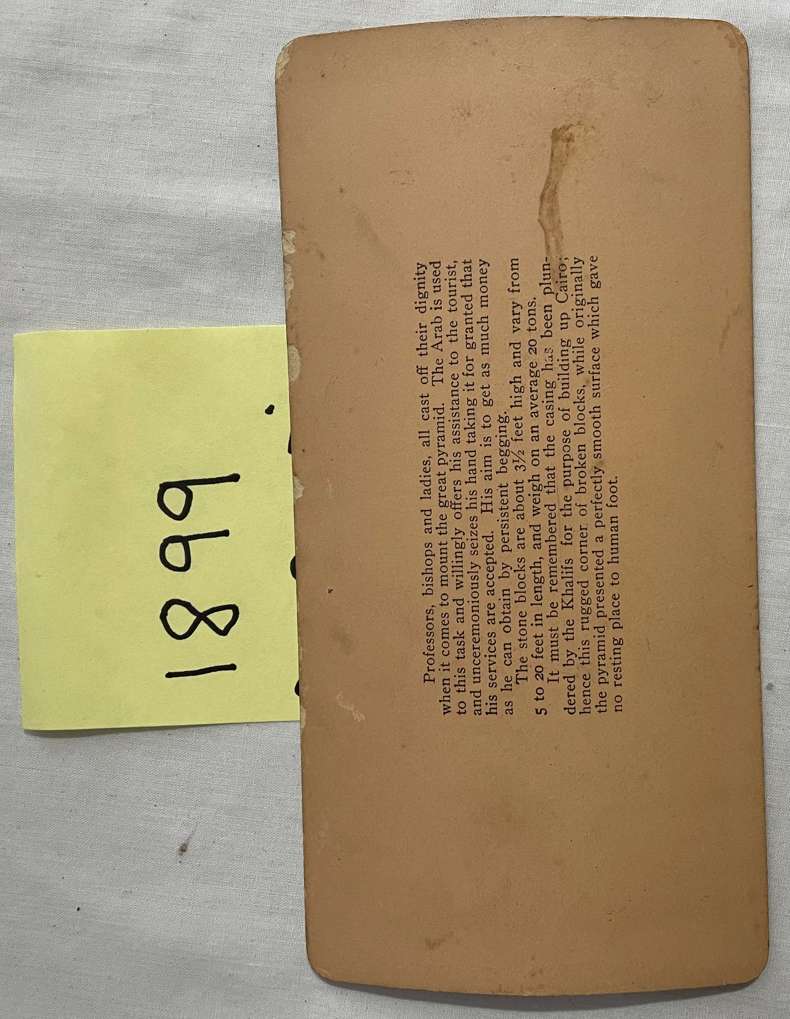 1899
Professors, bishops and ladies, all cast off their dignity
when it comes to mount the great pyramid. The Arab is used
to this task and willingly offers his assistance to the tourist,
and unceremoniously seizes his hand taking it for granted that
his services are accepted. His aim is to get as much money
as he can obtain by persistent begging.
The stone blocks are about 3½ feet high and vary from
5 to 20 feet in length, and weigh on an average 20 tons.
It must be remembered that the casing has been plun-
dered by the Khalifs for the purpose of building up Cairo;
hence this rugged corner of broken blocks, while originally
the pyramid presented a perfectly smooth surface which gave
no resting place to human foot.